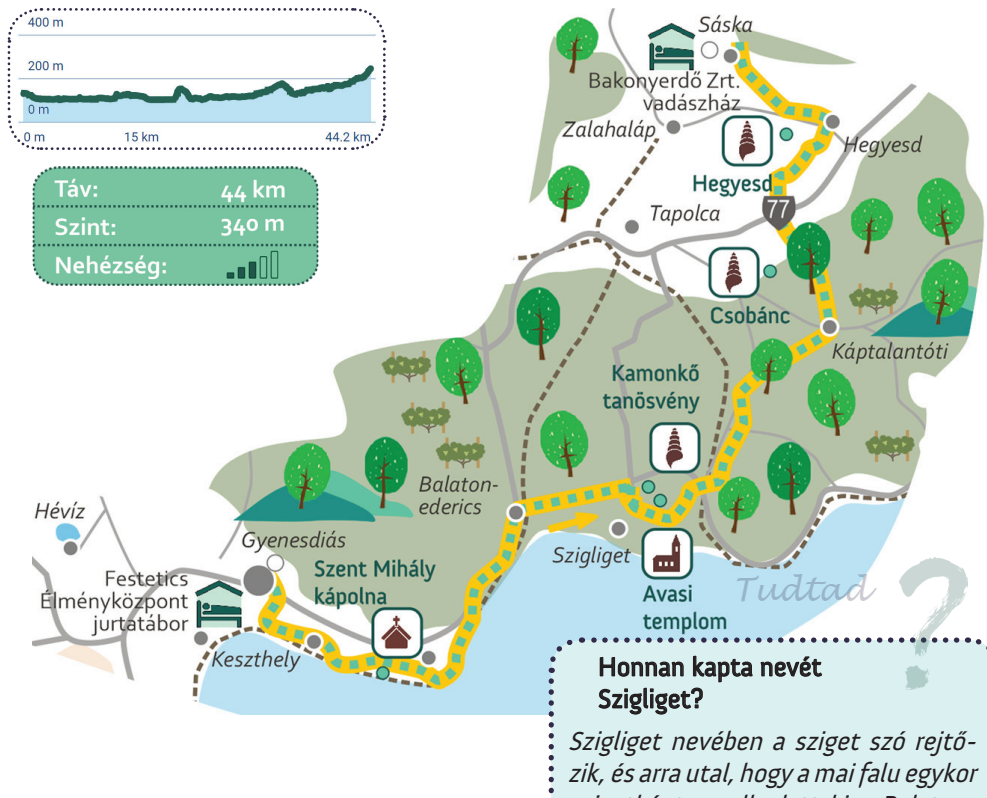 400 m
200 m
0 m
0 m
15 km
44.2 km
Táv: 44 km
Szint: 340 m
Nehézség:
Sáska
Bakonyerdő Zrt.
vadászház
Zalahaláp
Hegyesd
Hegyesd
77
Tapolca
Csobánc
Káptalantóti
Kamonkő
tanösvény
Balaton-
ederics
Hévíz
Gyenesdiás
Szigliget
Festetics
Élményközpont
jurtatábor
Szent Mihály
kápolna
Avasi
templom
Keszthely
Tudtad
?
Honnan kapta nevét
Szigliget?
Szigliget nevében a sziget szó rejtő-
zik, és arra utal, hogy a mai falu egykor